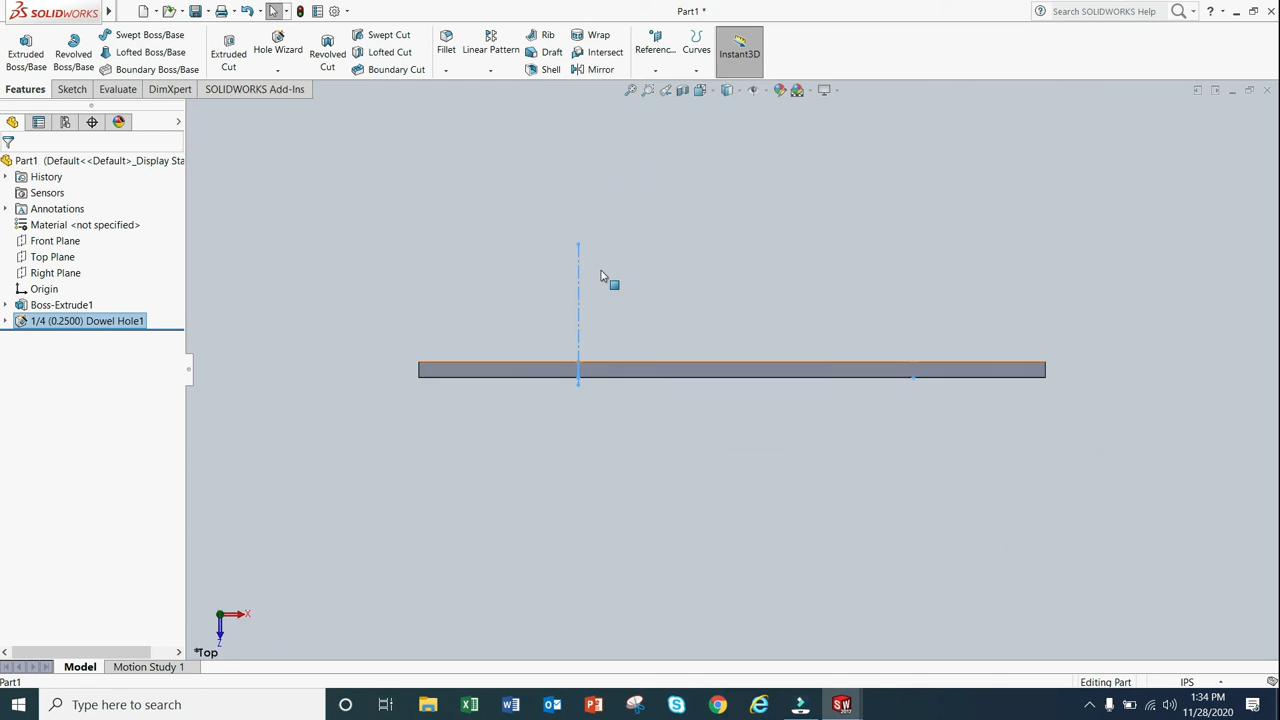 SOLIDWORKS
Part1 *
Search SOLIDWORKS Help
Extruded Boss/Base
Revolved Boss/Base
Swept Boss/Base
Lofted Boss/Base
Boundary Boss/Base
Extruded Cut
Hole Wizard
Revolved Cut
Swept Cut
Lofted Cut
Boundary Cut
Fillet
Linear Pattern
Rib
Draft
Shell
Wrap
Intersect
Mirror
Referenc...
Curves
Instant3D
Features
Sketch
Evaluate
DimXpert
SOLIDWORKS Add-Ins
Part1 (Default<<Default>_Display Sta
History
Sensors
Annotations
Material <not specified>
Front Plane
Top Plane
Right Plane
Origin
Boss-Extrude1
1/4 (0.2500) Dowel Hole1
X
Z
*Top
Model
Motion Study 1
Part1
Editing Part
IPS
Type here to search
1:34 PM
11/28/2020